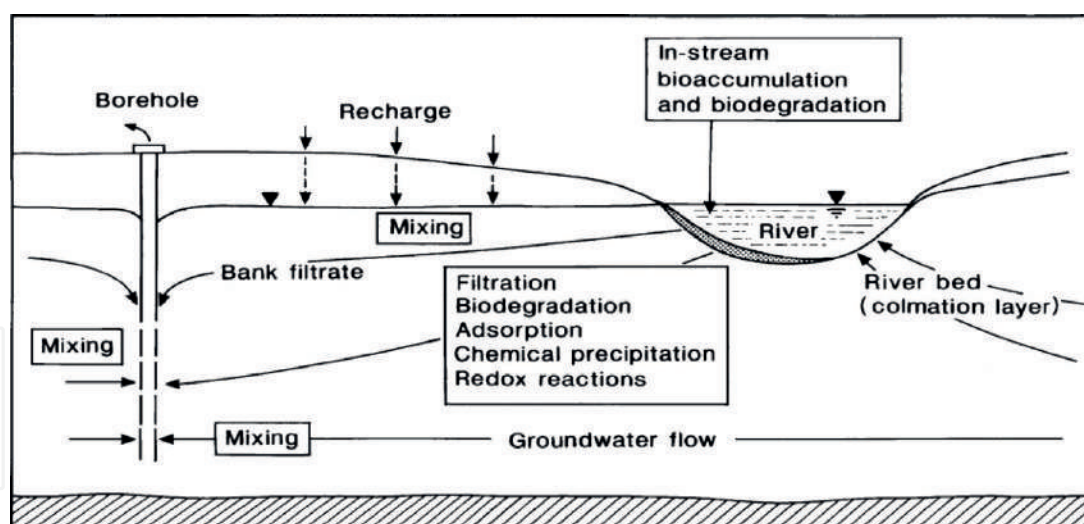 In-stream
bioaccumulation
and biodegradation
Borehole
Recharge
Mixing
River
Bank filtrate
Filtration
Biodegradation
Adsorption
Chemical precipitation
Redox reactions
River bed
(colmation layer)
Mixing
Mixing
Groundwater flow